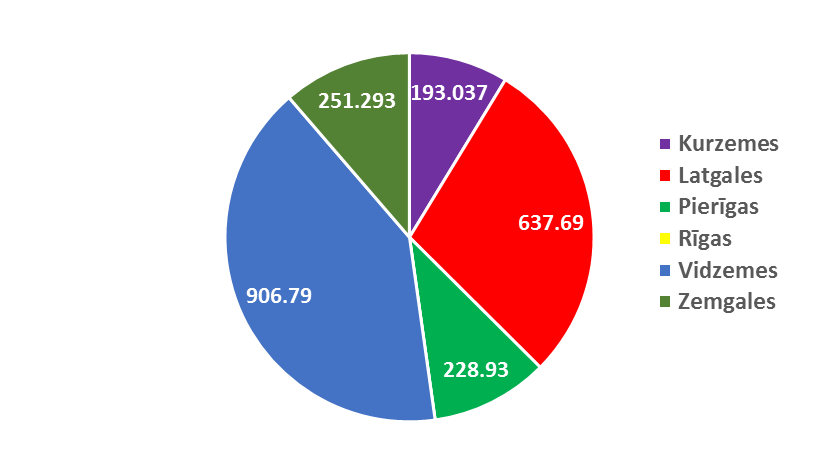 193.037
251.293
637.69
906.79
228.93
Kurzemes
Latgales
Pierīgas
Rīgas
Vidzemes
Zemgales